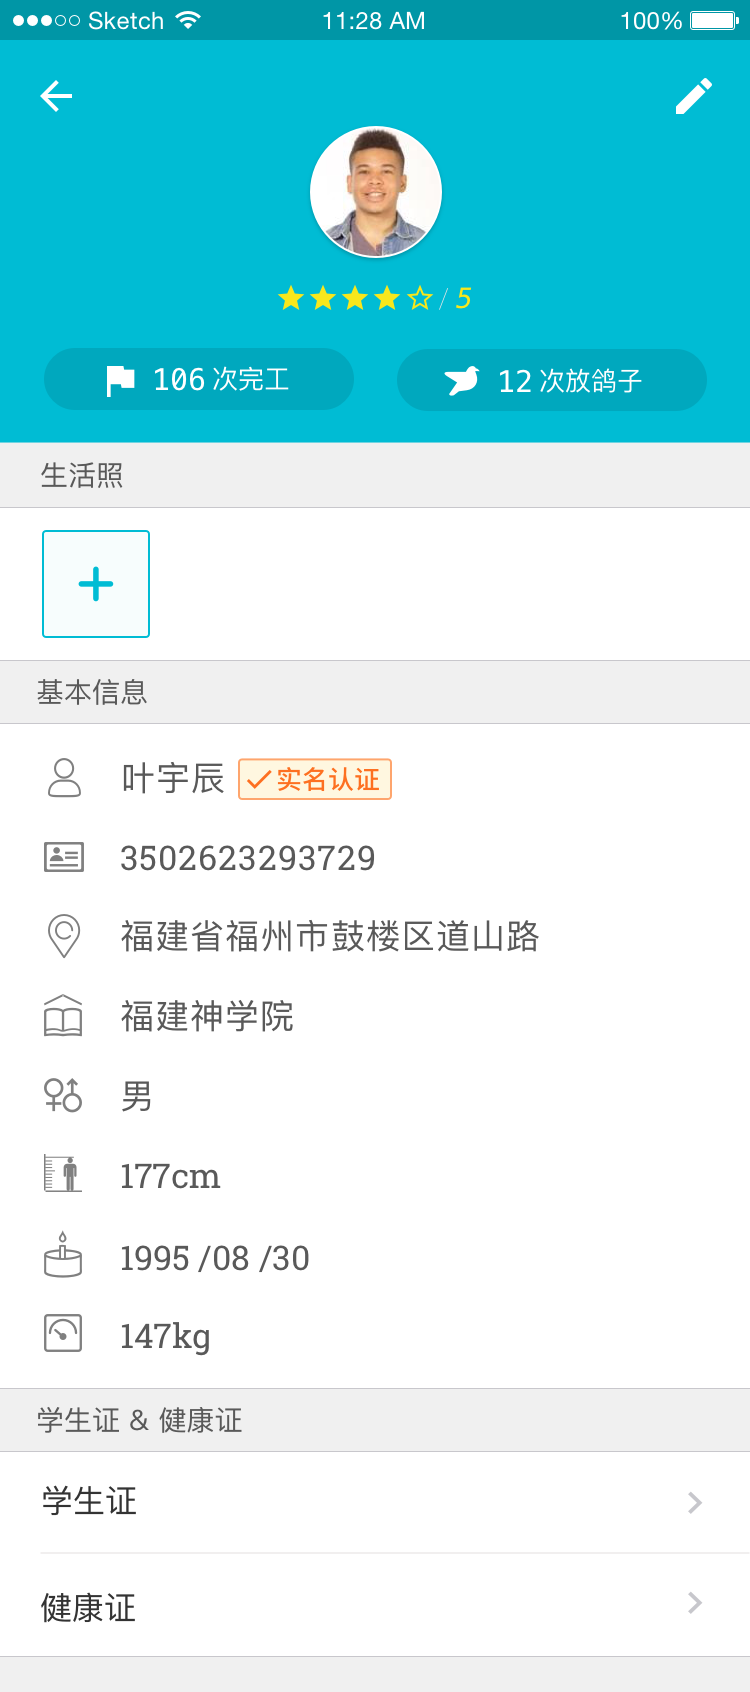 Sketch 11:28 AM 100%
/ 5
106 次完工
12 次放鸽子
生活照
基本信息
叶宇辰 实名认证
3502623293729
福建省福州市鼓楼区道山路
福建神学院
男
177cm
1995 /08 /30
147kg
学生证 & 健康证
学生证
健康证